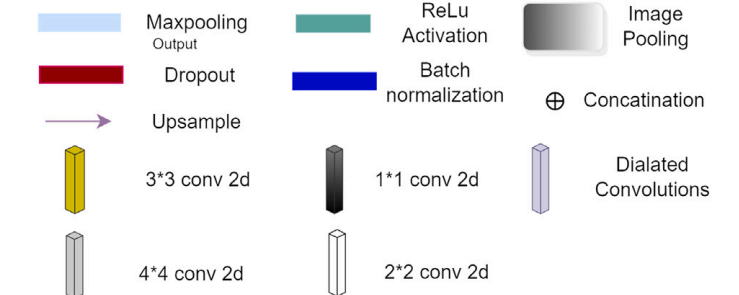 Maxpooling
Output
ReLu
Activation
Image
Pooling
Dropout
Batch
normalization
Concatination
Upsample
3*3 conv 2d
1*1 conv 2d
Dialated
Convolutions
4*4 conv 2d
2*2 conv 2d